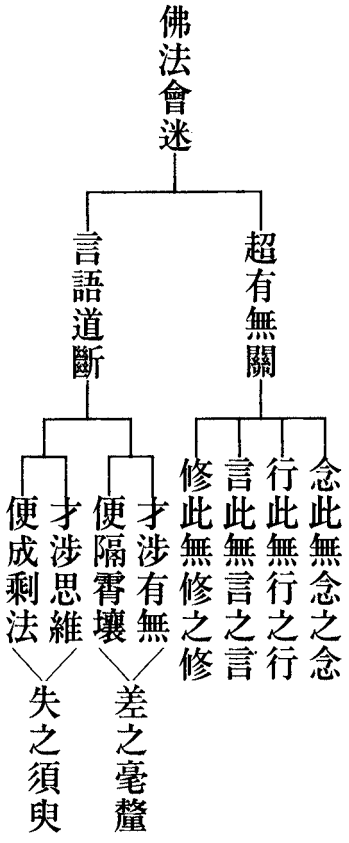 佛法會迷
超有無關
念此無念之念
行此無行之行
言此無言之言
修此無修之修
言語道斷
才涉有無
便隔霄壤
差之毫釐
才涉思維
便成剩法
失之須臾